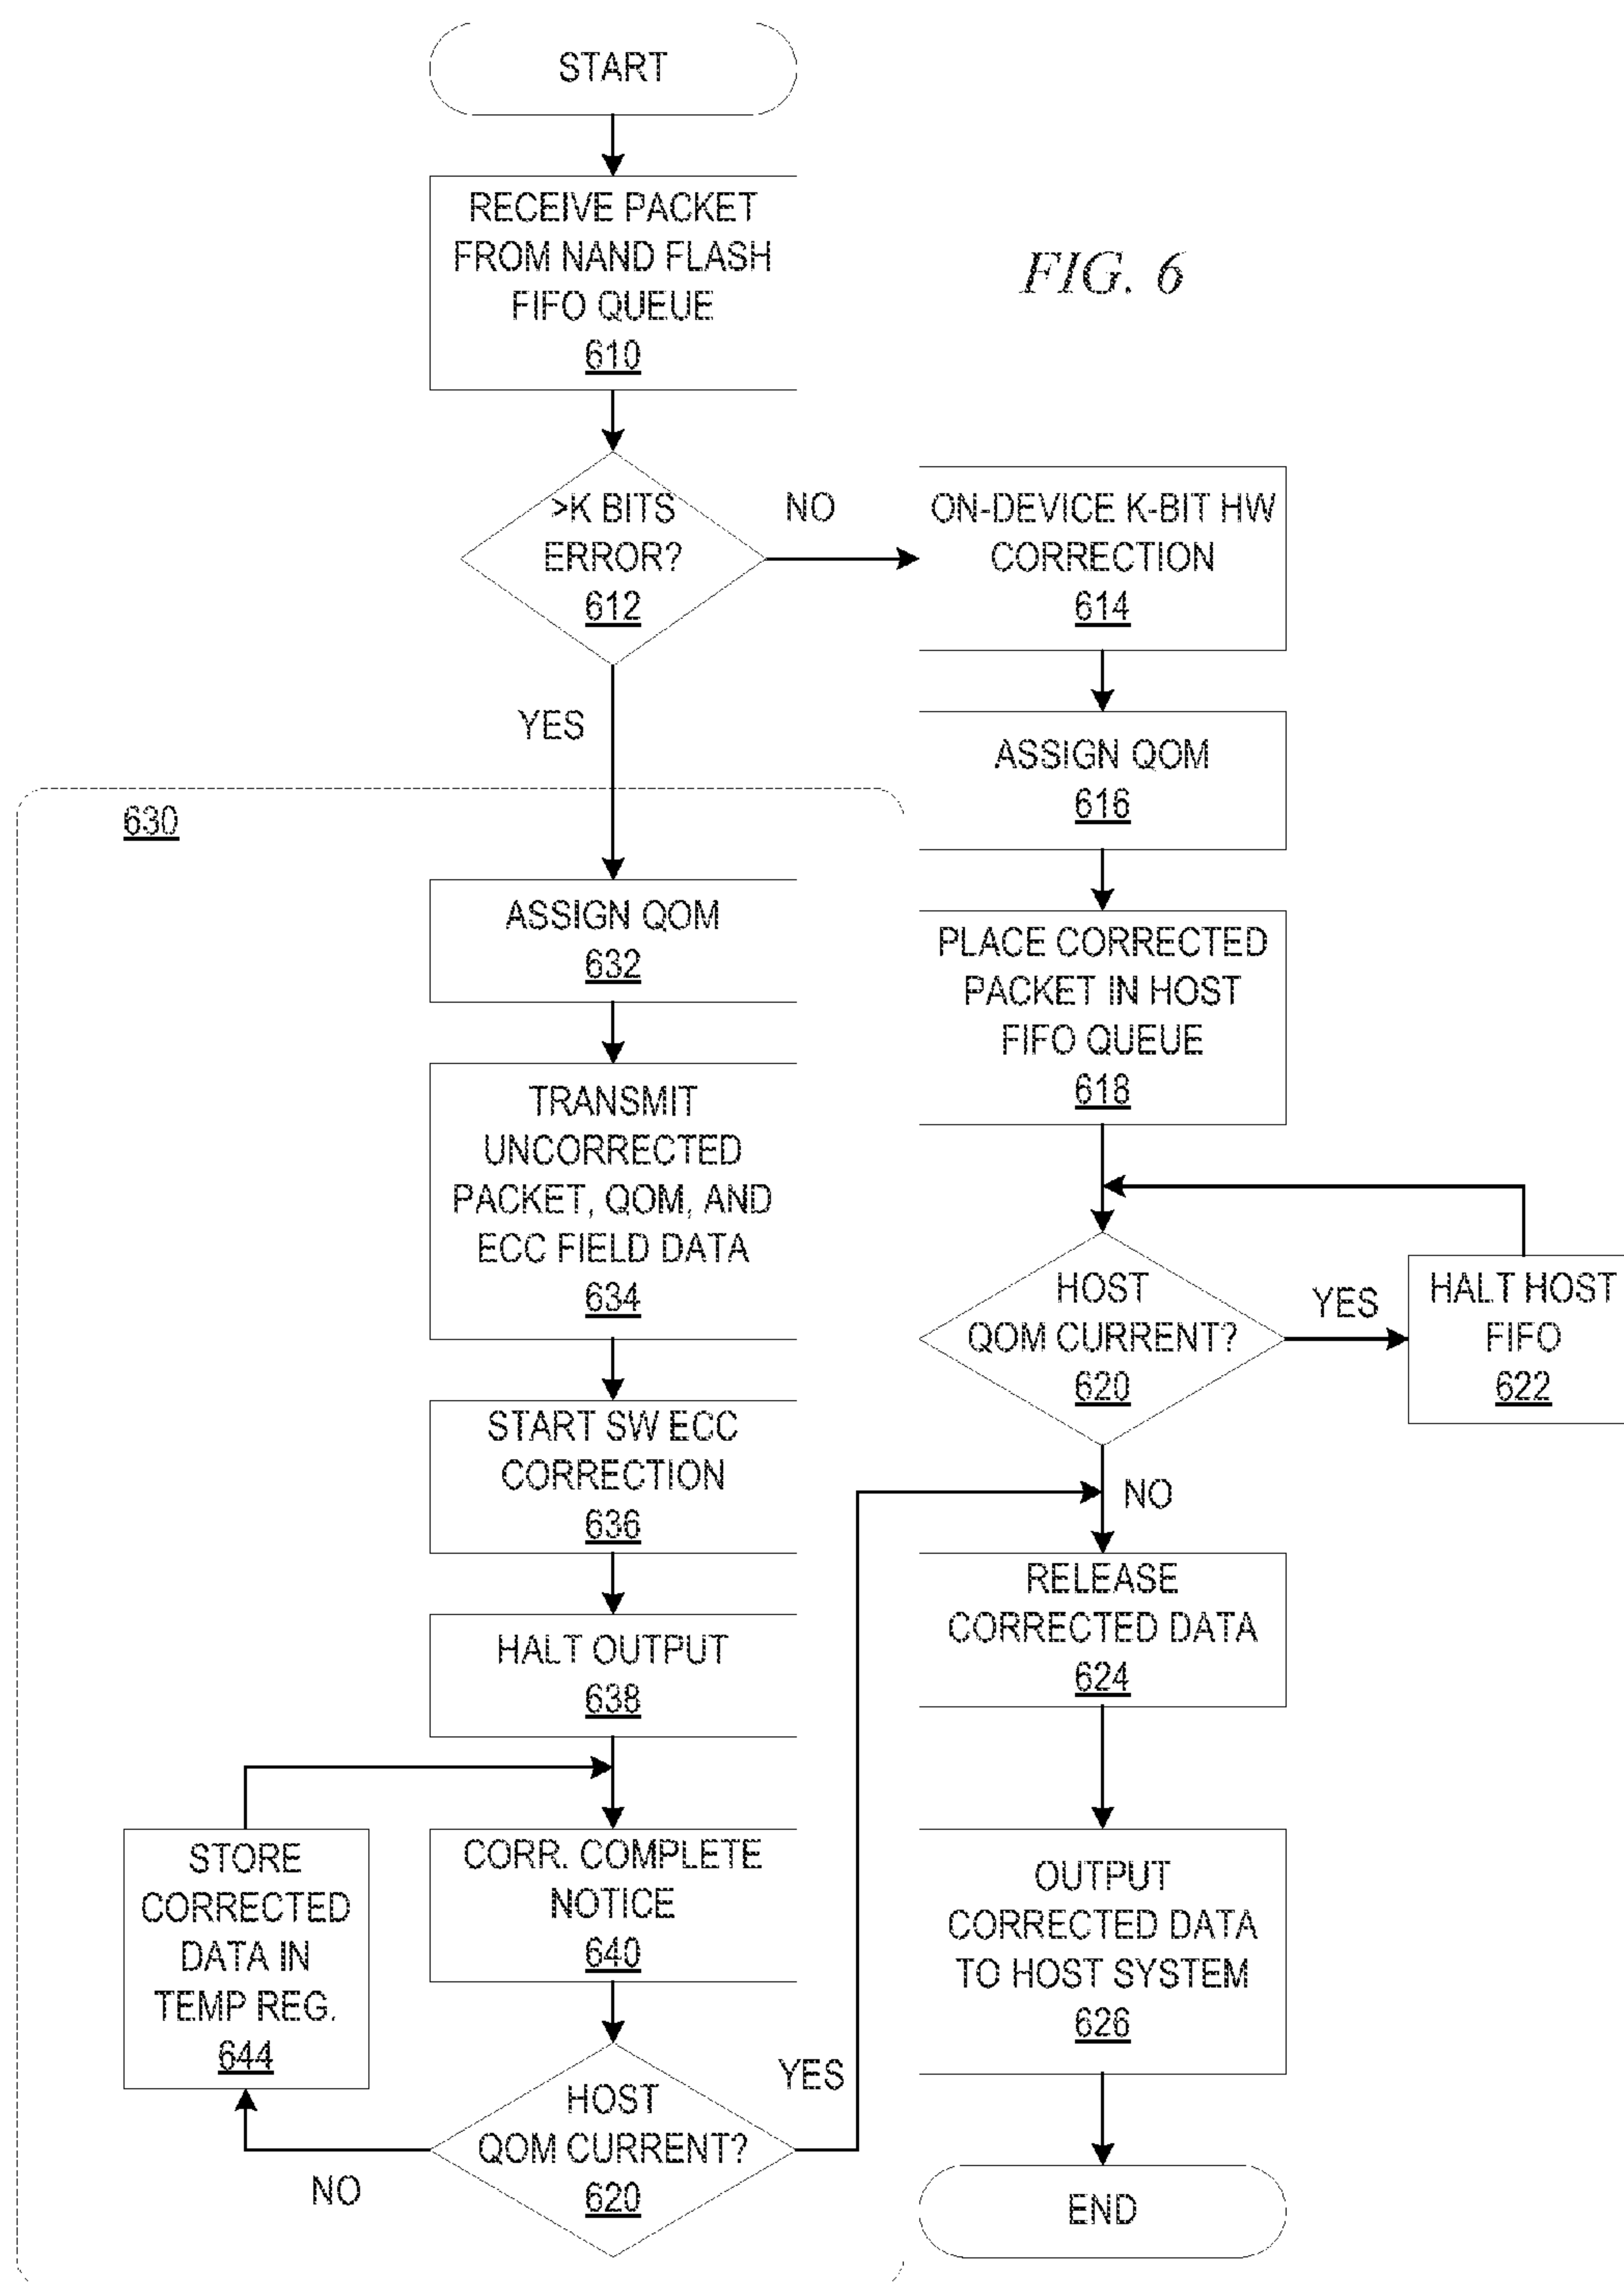 START
RECEIVE PACKET
FROM NAND FLASH
FIFO QUEUE
610
FIG. 6
>K BITS
ERROR?
612
NO
YES
ON-DEVICE K-BIT HW
CORRECTION
614
ASSIGN QOM
616
PLACE CORRECTED
PACKET IN HOST
FIFO QUEUE
618
HOST
QOM CURRENT?
620
YES
HALT HOST
FIFO
622
NO
RELEASE
CORRECTED DATA
624
OUTPUT
CORRECTED DATA
TO HOST SYSTEM
626
END
630
ASSIGN QOM
632
TRANSMIT
UNCORRECTED
PACKET, QOM, AND
ECC FIELD DATA
634
START SW ECC
CORRECTION
636
HALT OUTPUT
638
CORR. COMPLETE
NOTICE
640
HOST
QOM CURRENT?
620
YES
NO
STORE
CORRECTED
DATA IN
TEMP REG.
644